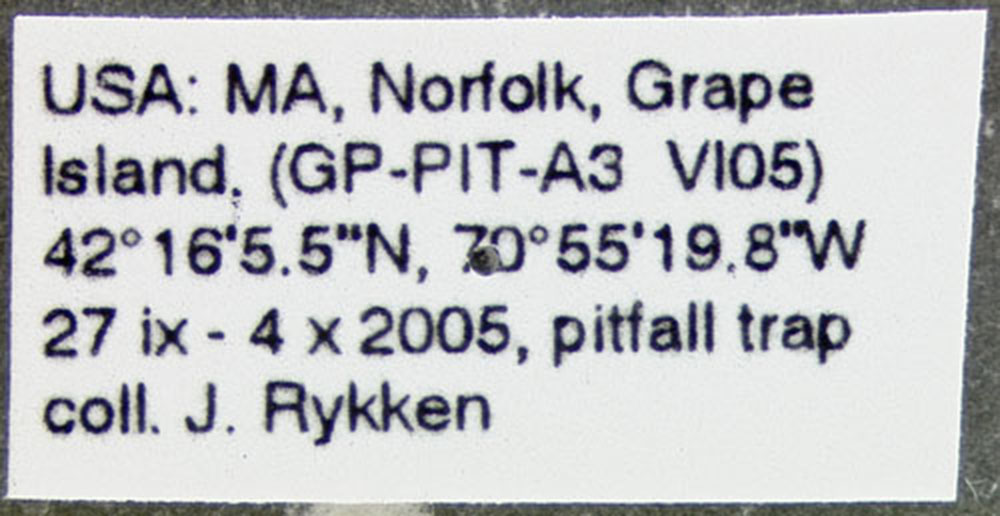 USA: MA, Norfolk, Grape
Island, (GP-PIT-A3 VI05)
42°16'5.5"N, 70°55'19.8"W
27 ix - 4 x 2005, pitfall trap
coll. J. Rykken